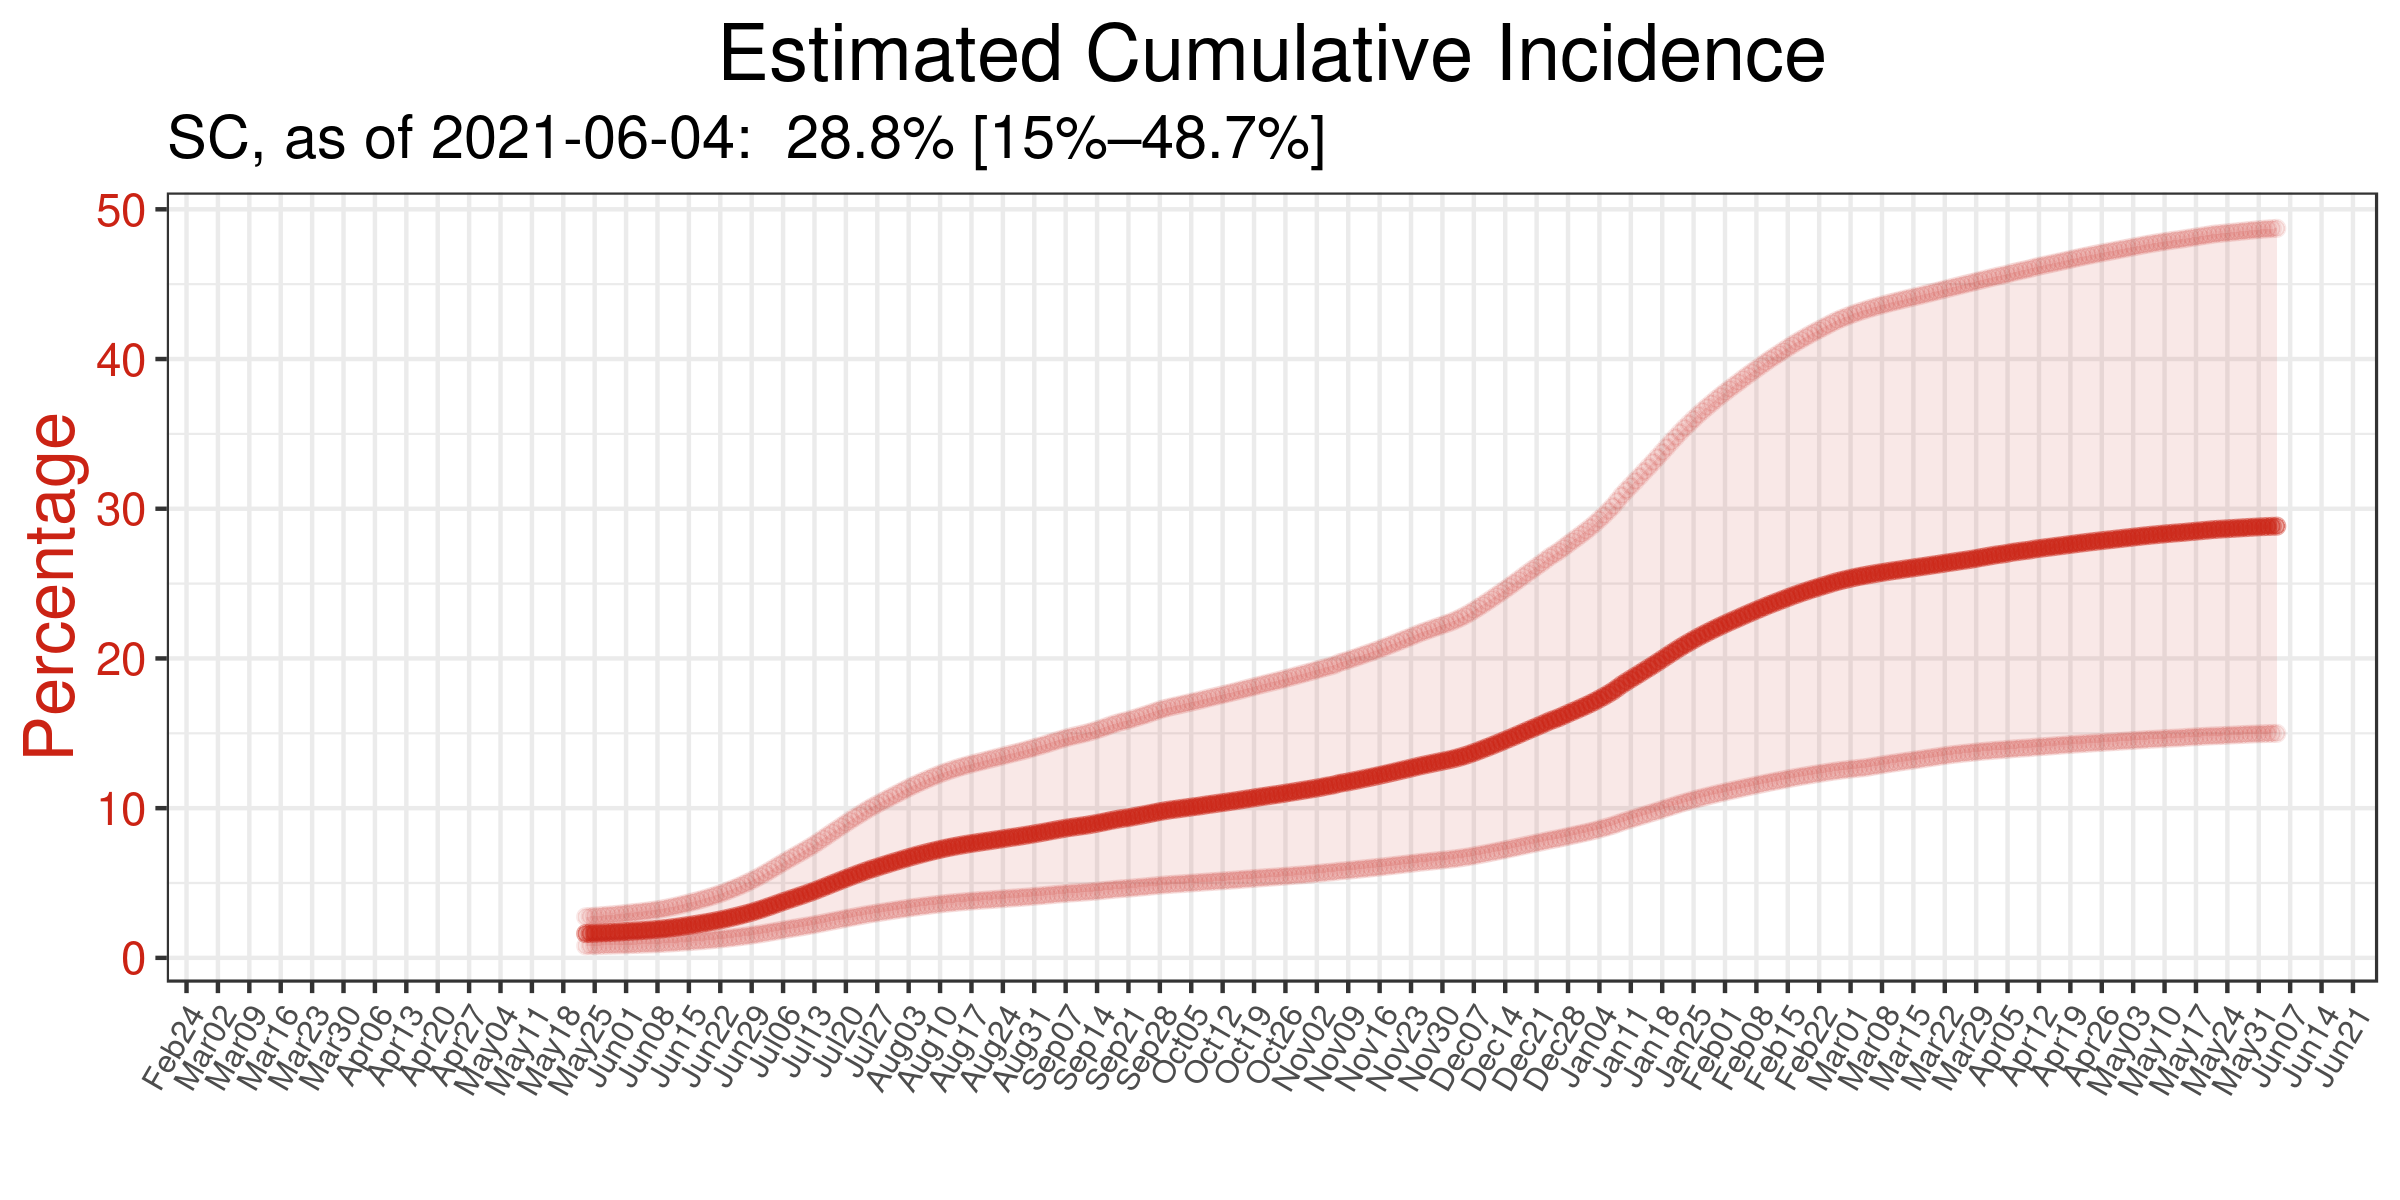 Estimated Cumulative Incidence
SC, as of 2021-06-04:  28.8% [15%–48.7%]
Percentage
50
40
30
20
10
0
Feb24
Mar02
Mar09
Mar16
Mar23
Mar30
Apr06
Apr13
Apr20
Apr27
May04
May11
May18
May25
Jun01
Jun08
Jun15
Jun22
Jun29
Jul06
Jul13
Jul20
Jul27
Aug03
Aug10
Aug17
Aug24
Aug31
Sep07
Sep14
Sep21
Sep28
Oct05
Oct12
Oct19
Oct26
Nov02
Nov09
Nov16
Nov23
Nov30
Dec07
Dec14
Dec21
Dec28
Jan04
Jan11
Jan18
Jan25
Feb01
Feb08
Feb15
Feb22
Mar01
Mar08
Mar15
Mar22
Mar29
Apr05
Apr12
Apr19
Apr26
May03
May10
May17
May24
May31
Jun07
Jun14
Jun21